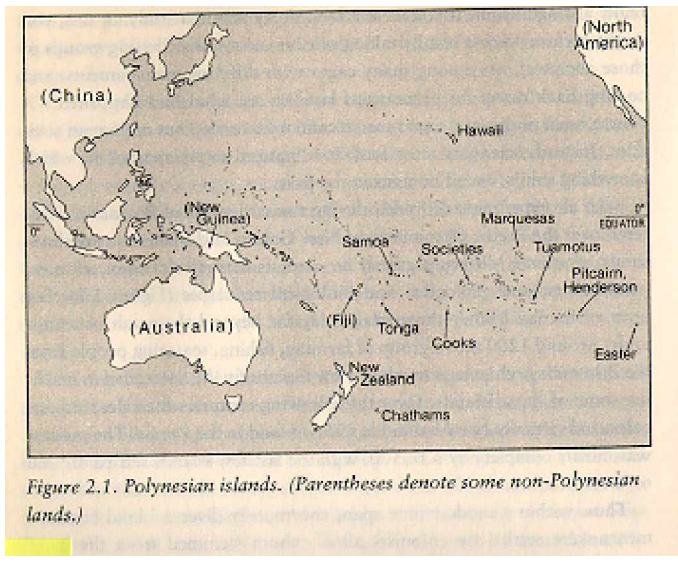 (North
America)
(China)
Hawaii
(New
Guinea)
Marquesas
0°
0°
EQUATOR
Samoa
Societies
Tuamotus
Pitcairn,
Henderson
(Australia)
(Fiji)
Tonga
Cooks
Easter
New
Zealand
Chathams
Figure 2.1. Polynesian islands. (Parentheses denote some non-Polynesian
lands.)